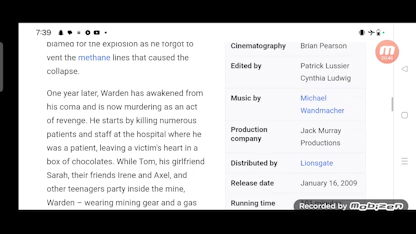 7:39
blamed for the explosion as he forgot to
vent the methane lines that caused the
collapse.
One year later, Warden has awakened from
his coma and is now murdering as an act
of revenge. He starts by killing numerous
patients and staff at the hospital where he
was a patient, leaving a victim's heart in a
box of chocolates. While Tom, his girlfriend
Sarah, their friends Irene and Axel, and
other teenagers party inside the mine,
Warden – wearing mining gear and a gas
Cinematography Brian Pearson
Edited by Patrick Lussier
Cynthia Ludwig
Music by Michael
Wandmacher
Production Jack Murray
company Productions
Distributed by Lionsgate
Release date January 16, 2009
Running time
Recorded by Mobizen